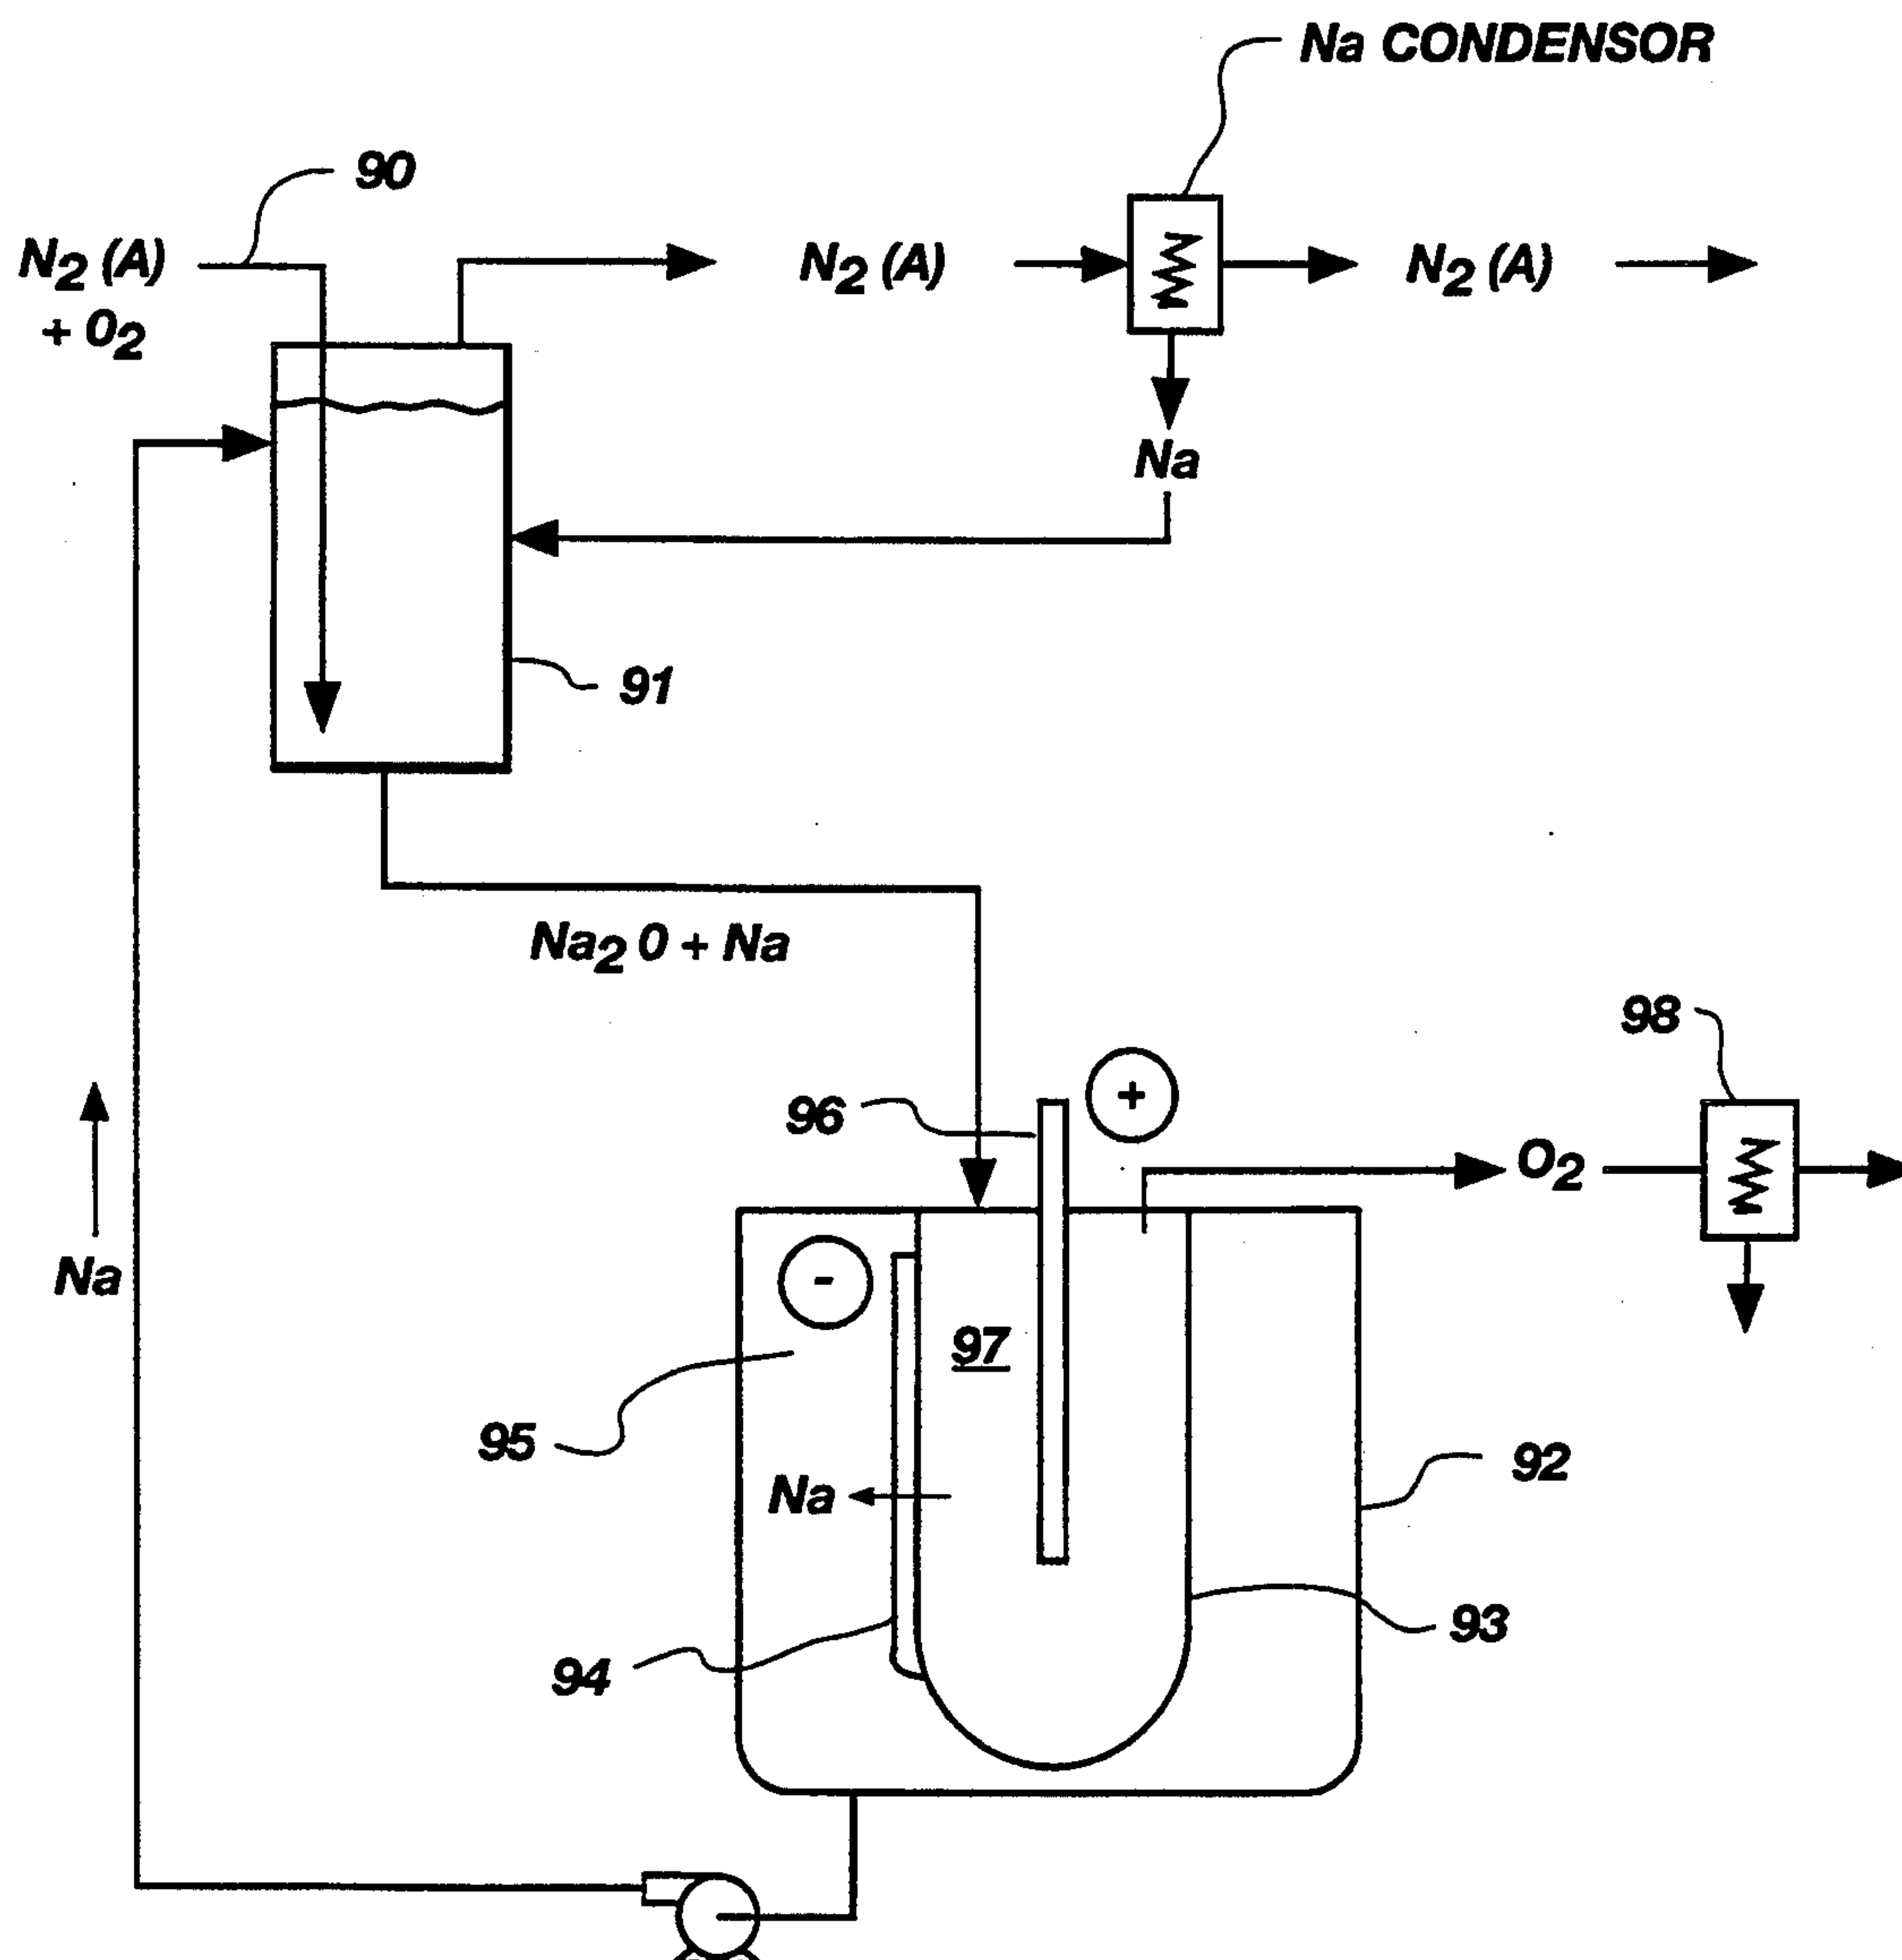 Na CONDENSOR
90
N2 (A)
+ O2
N2 (A)
N2 (A)
Na
91
Na2 O + Na
98
96
+
O2
-
Na
97
95
92
Na
93
94